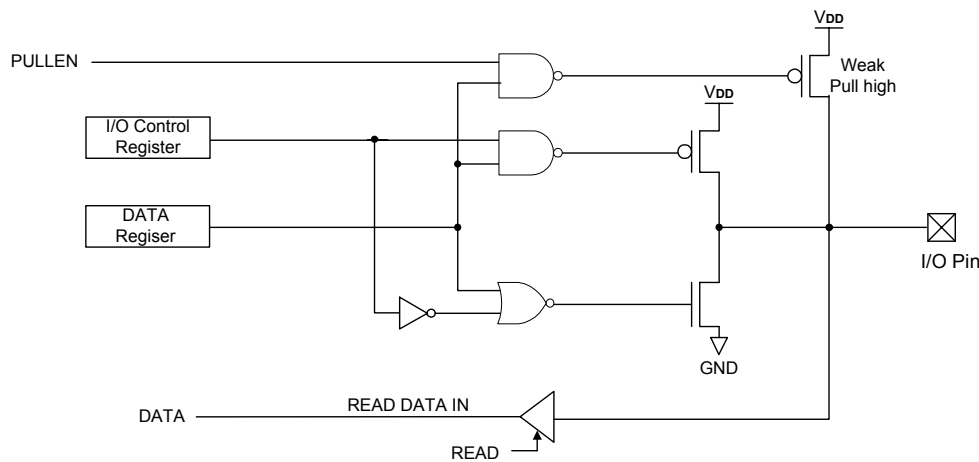 VDD
PULLEN
Weak
Pull high
VDD
I/O Control
Register
DATA
Regiser
I/O Pin
GND
READ DATA IN
DATA
READ